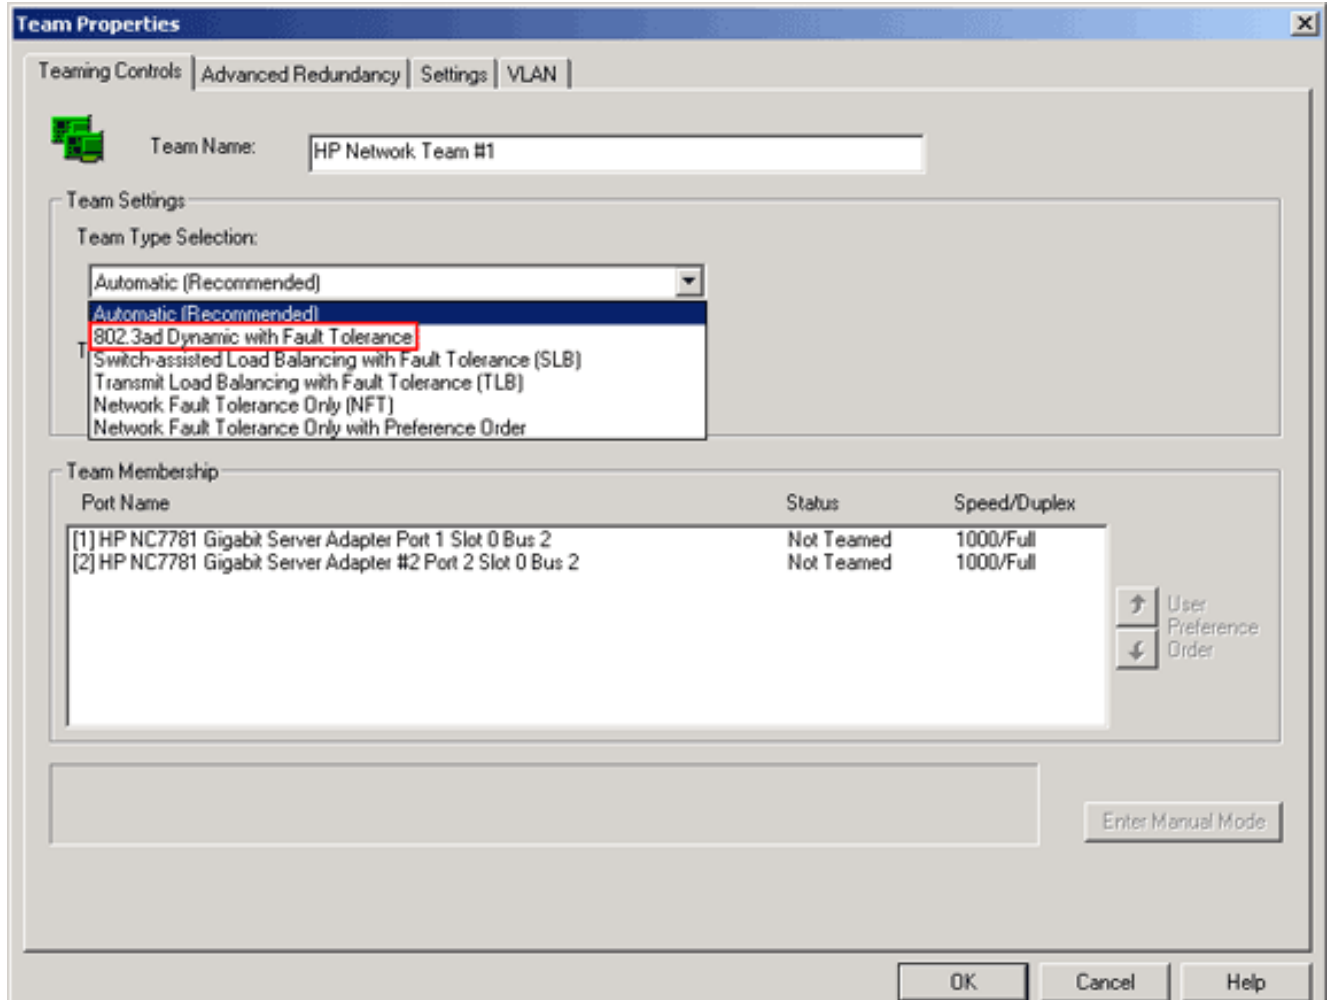 Team Properties
Teaming Controls Advanced Redundancy Settings VLAN
Team Name: HP Network Team #1
Team Settings
Team Type Selection:
Automatic (Recommended)
Automatic (Recommended)
802.3ad Dynamic with Fault Tolerance
Switch-assisted Load Balancing with Fault Tolerance (SLB)
Transmit Load Balancing with Fault Tolerance (TLB)
Network Fault Tolerance Only (NFT)
Network Fault Tolerance Only with Preference Order
Team Membership
Port Name Status Speed/Duplex
[1] HP NC7781 Gigabit Server Adapter Port 1 Slot 0 Bus 2 Not Teamed 1000/Full
[2] HP NC7781 Gigabit Server Adapter #2 Port 2 Slot 0 Bus 2 Not Teamed 1000/Full
User
Preference
Order
Enter Manual Mode
OK Cancel Help